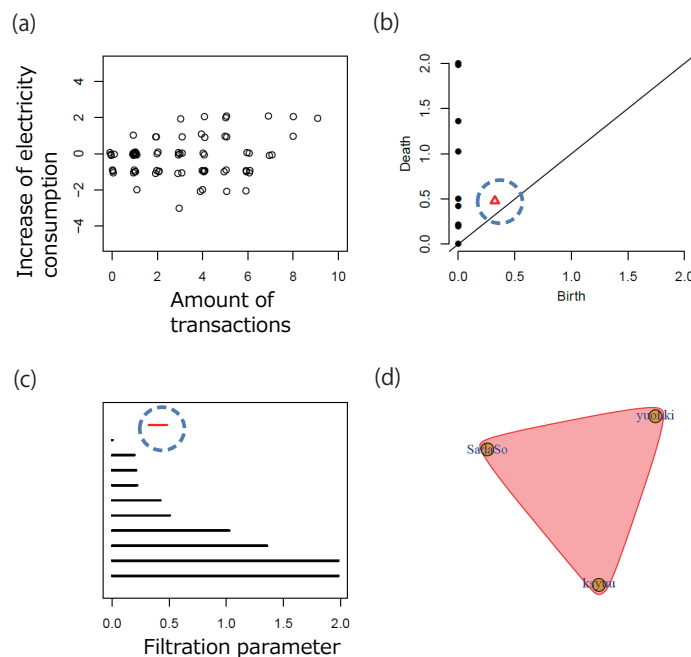 (a)
Increase of electricity
consumption
4
2
0
−2
−4
0 2 4 6 8 10
Amount of
transactions
(b)
Death
2.0
1.5
1.0
0.5
0.0
0.0 0.5 1.0 1.5 2.0
Birth
(c)
0.0 0.5 1.0 1.5 2.0
Filtration parameter
(d)
SadaSo